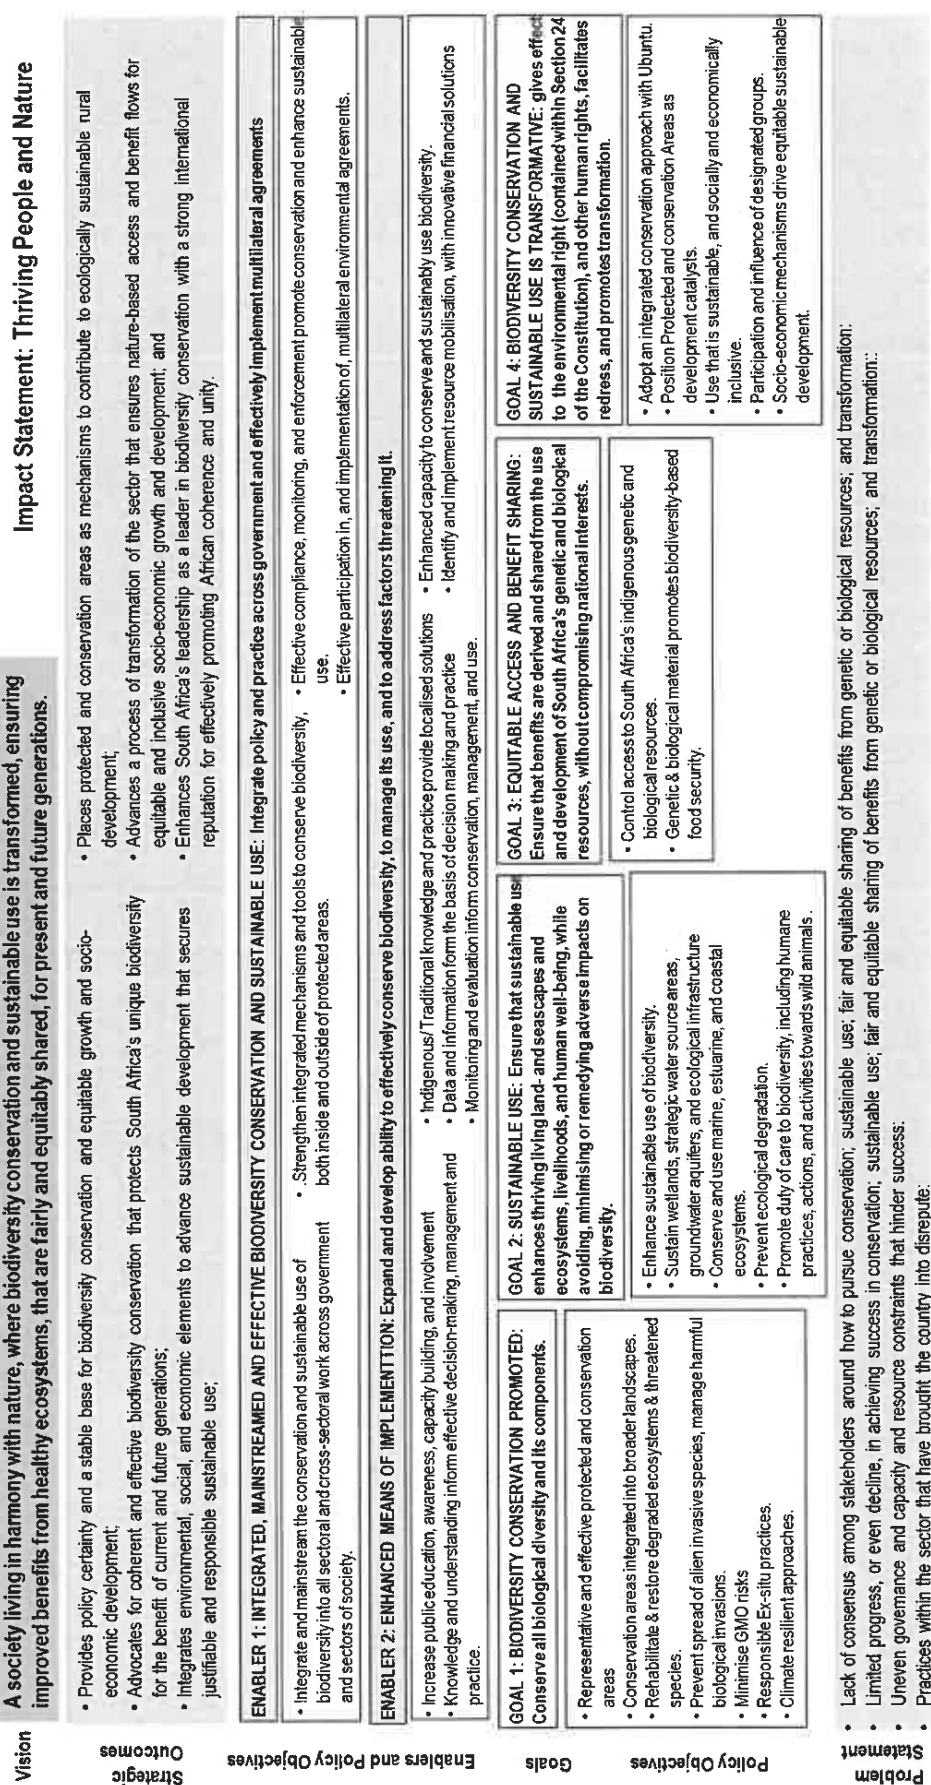 Vision
A society living in harmony with nature, where biodiversity conservation and sustainable use is transformed, ensuring
improved benefits from healthy ecosystems, that are fairly and equitably shared, for present and future generations.
Impact Statement: Thriving People and Nature
Strategic
Outcomes
• Provides policy certainty and a stable base for biodiversity conservation and equitable growth and socio-
economic development;
• Advocates for coherent and effective biodiversity conservation that protects South Africa's unique biodiversity
for the benefit of current and future generations;
• Integrates environmental, social, and economic elements to advance sustainable development that secures
justifiable and responsible sustainable use;
• Places protected and conservation areas as mechanisms to contribute to ecologically sustainable rural
development;
• Advances a process of transformation of the sector that ensures nature-based access and benefit flows for
equitable and inclusive socio-economic growth and development; and
• Enhances South Africa's leadership as a leader in biodiversity conservation with a strong international
reputation for effectively promoting African coherence and unity.
Enablers and Policy Objectives
ENABLER 1: INTEGRATED, MAINSTREAMED AND EFFECTIVE BIODIVERSITY CONSERVATION AND SUSTAINABLE USE: Integrate policy and practice across government and effectively implement multilateral agreements
• Integrate and mainstream the conservation and sustainable use of
biodiversity into all sectoral and cross-sectoral work across government
and sectors of society.
• .Strengthen integrated mechanisms and tools to conserve biodiversity,
both inside and outside of protected areas.
• Effective compliance, monitoring, and enforcement promote conservation and enhance sustainable
use.
• Effective participation in, and implementation of, multilateral environmental agreements.
ENABLER 2: ENHANCED MEANS OF IMPLEMENTTION: Expand and develop ability to effectively conserve biodiversity, to manage its use, and to address factors threatening it.
• Increase public education, awareness, capacity building, and involvement
• Knowledge and understanding inform effective decision-making, management and
practice.
• Indigenous/ Traditional knowledge and practice provide localised solutions
• Data and information form the basis of decision making and practice
• Monitoring and evaluation inform conservation, management, and use.
• Enhanced capacity to conserve and sustainably use biodiversity.
• Identify and implement resource mobilisation, with innovative financial solutions
Goals
GOAL 1: BIODIVERSITY CONSERVATION PROMOTED:
Conserve all biological diversity and its components.
GOAL 2: SUSTAINABLE USE: Ensure that sustainable use
enhances thriving living land- and seascapes and
ecosystems, livelihoods, and human well-being, while
avoiding, minimising or remedying adverse impacts on
biodiversity.
GOAL 3: EQUITABLE ACCESS AND BENEFIT SHARING:
Ensure that benefits are derived and shared from the use
and development of South Africa's genetic and biological
resources, without compromising national interests.
GOAL 4: BIODIVERSITY CONSERVATION AND
SUSTAINABLE USE IS TRANSFORMATIVE: gives effect
to the environmental right (contained within Section 24
of the Constitution), and other human rights, facilitates
redress, and promotes transformation.
Policy Objectives
• Representative and effective protected and conservation
areas
• Conservation areas integrated into broader landscapes.
• Rehabilitate & restore degraded ecosystems & threatened
species.
• Prevent spread of alien invasive species, manage harmful
biological invasions.
• Minimise GMO risks
• Responsible Ex-situ practices.
• Climate resilient approaches.
• Enhance sustainable use of biodiversity.
• Sustain wetlands, strategic water source areas,
groundwater aquifers, and ecological infrastructure
• Conserve and use marine, estuarine, and coastal
ecosystems.
• Prevent ecological degradation.
• Promote duty of care to biodiversity, including humane
practices, actions, and activities towards wild animals.
• Control access to South Africa's indigenous genetic and
biological resources.
• Genetic & biological material promotes biodiversity-based
food security.
• Adopt an integrated conservation approach with Ubuntu.
• Position Protected and conservation Areas as
development catalysts.
• Use that is sustainable, and socially and economically
inclusive.
• Participation and influence of designated groups.
• Socio-economic mechanisms drive equitable sustainable
development.
Problem
Statement
• Lack of consensus among stakeholders around how to pursue conservation; sustainable use; fair and equitable sharing of benefits from genetic or biological resources; and transformation:
• Limited progress, or even decline, in achieving success in conservation; sustainable use; fair and equitable sharing of benefits from genetic or biological resources; and transformation::
• Uneven governance and capacity and resource constraints that hinder success:
• Practices within the sector that have brought the country into disrepute: